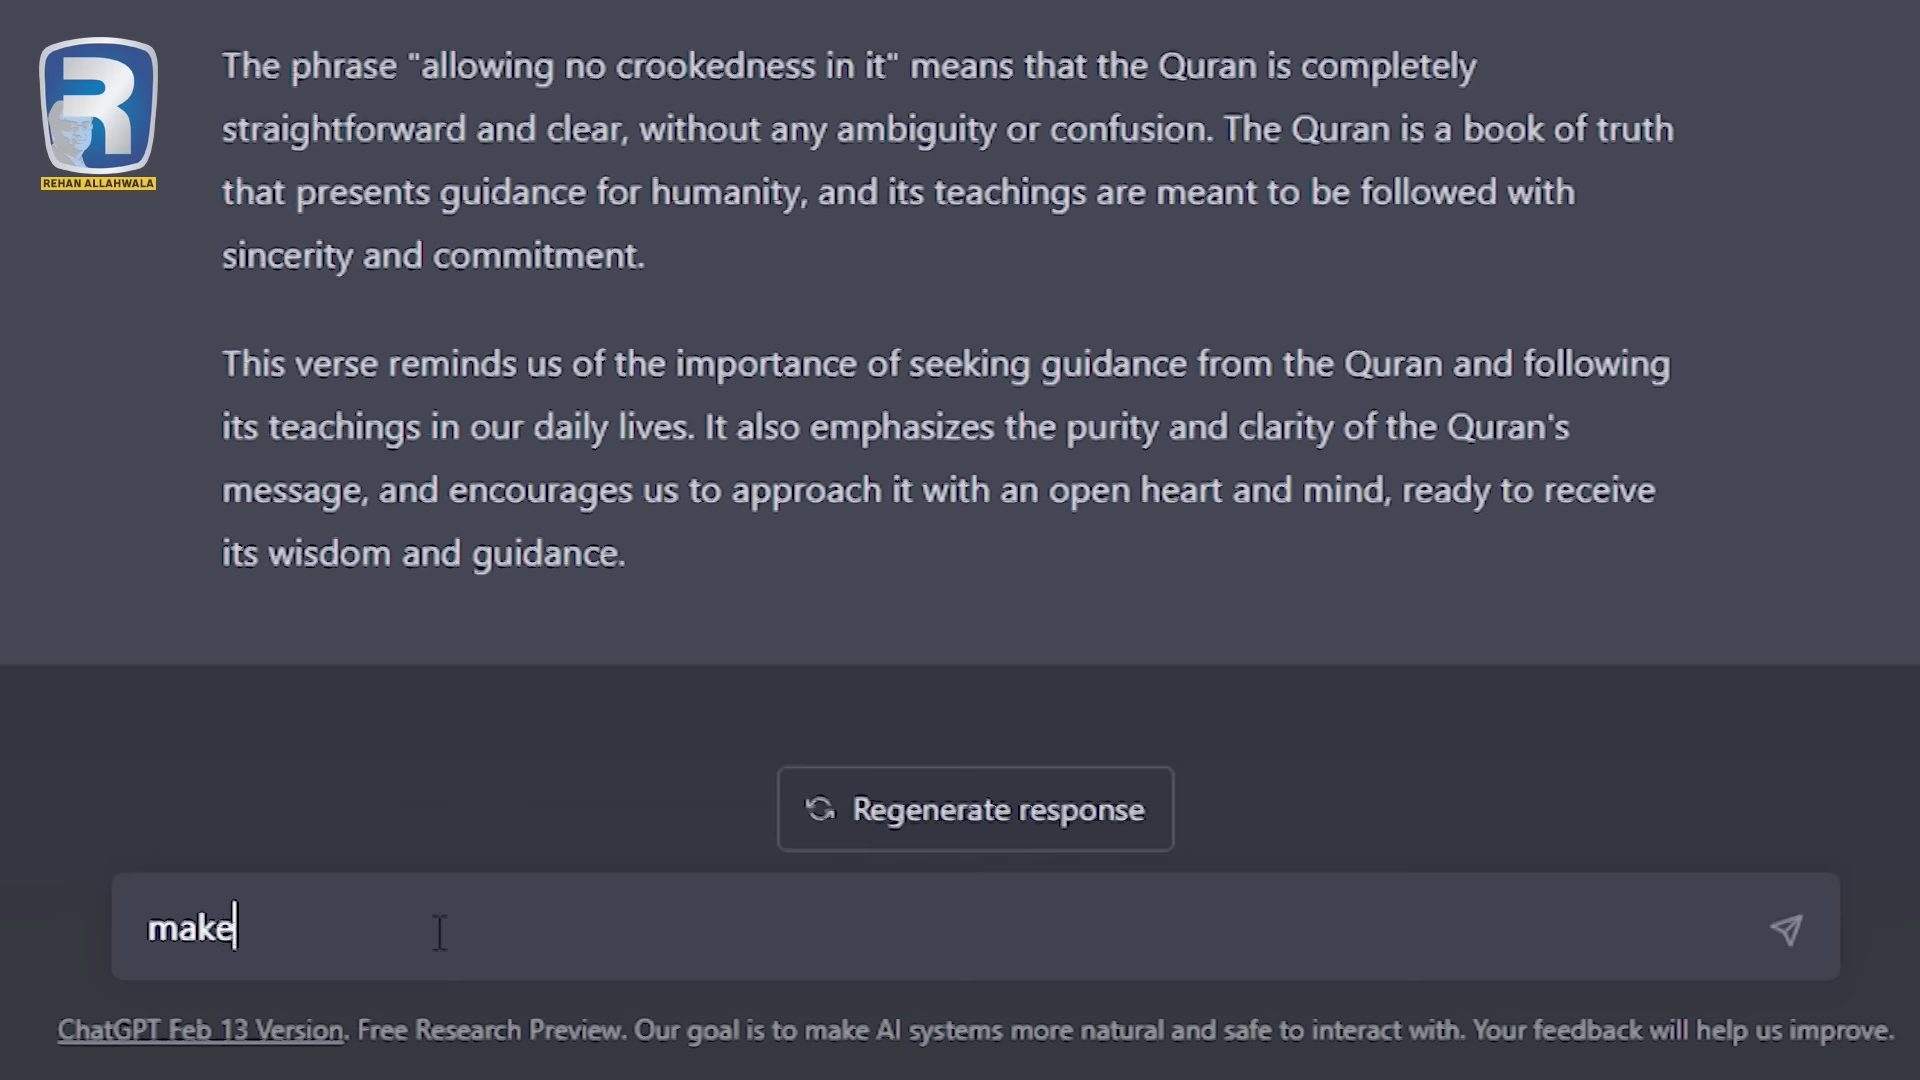 REHAN ALLAHWALA
The phrase "allowing no crookedness in it" means that the Quran is completely
straightforward and clear, without any ambiguity or confusion. The Quran is a book of truth
that presents guidance for humanity, and its teachings are meant to be followed with
sincerity and commitment.
This verse reminds us of the importance of seeking guidance from the Quran and following
its teachings in our daily lives. It also emphasizes the purity and clarity of the Quran's
message, and encourages us to approach it with an open heart and mind, ready to receive
its wisdom and guidance.
Regenerate response
make
ChatGPT Feb 13 Version. Free Research Preview. Our goal is to make AI systems more natural and safe to interact with. Your feedback will help us improve.